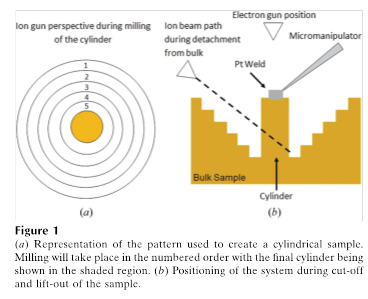 Ion gun perspective during milling
of the cylinder
1
2
3
4
5
(a)
Ion beam path
during detachment
from bulk
Electron gun position
Micromanipulator
Pt Weld
Bulk Sample
Cylinder
(b)
Figure 1
(a) Representation of the pattern used to create a cylindrical sample.
Milling will take place in the numbered order with the final cylinder being
shown in the shaded region. (b) Positioning of the system during cut-off
and lift-out of the sample.